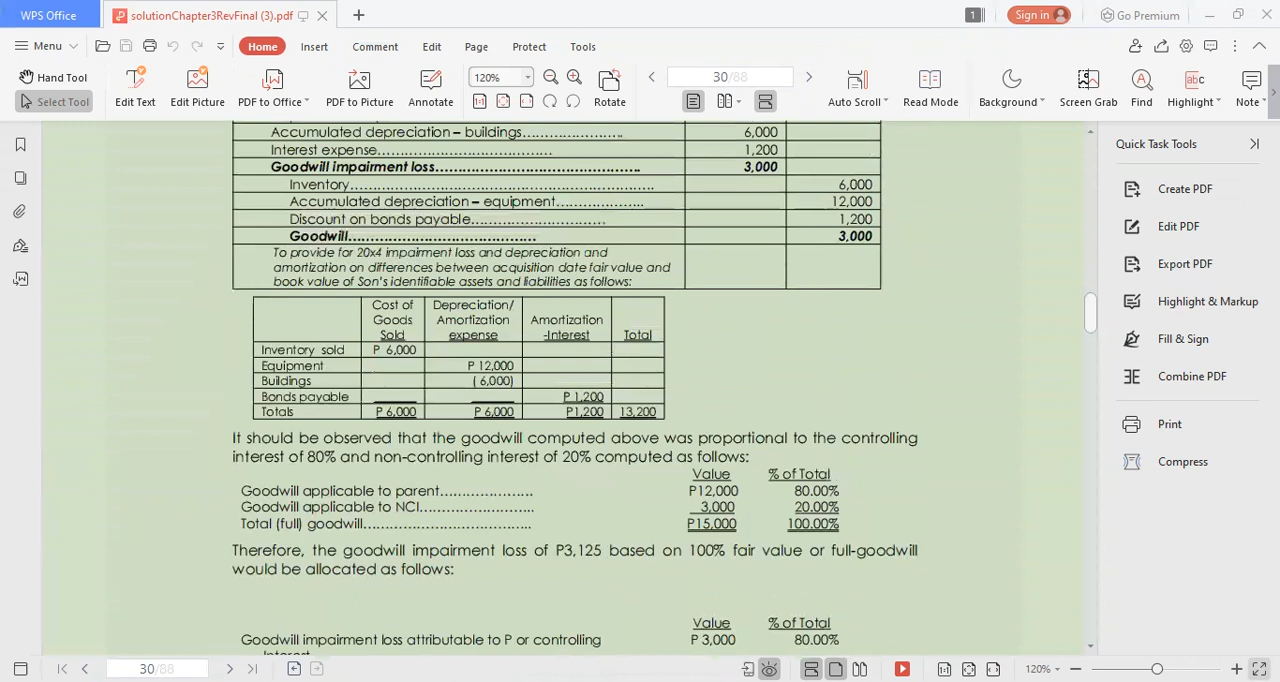 WPS Office
solutionChapter3RevFinal (3).pdf
1
Sign in
Go Premium
Menu
Home
Insert
Comment
Edit
Page
Protect
Tools
Hand Tool
Select Tool
Edit Text
Edit Picture
PDF to Office
PDF to Picture
Annotate
120%
Rotate
30/88
Auto Scroll
Read Mode
Background
Screen Grab
Find
Highlight
Note
Accumulated depreciation – buildings…………………… 6,000
Interest expense…………………………………… 1,200
Goodwill impairment loss…………………………………………. 3,000
Inventory…………………………………………………………………. 6,000
Accumulated depreciation – equipment………………… 12,000
Discount on bonds payable…………………………… 1,200
Goodwill…………………………………… 3,000
To provide for 20x4 impairment loss and depreciation and
amortization on differences between acquisition date fair value and
book value of Son's identifiable assets and liabilities as follows:
Cost of Goods Sold
Depreciation/ Amortization expense
Amortization -Interest
Total
Inventory sold P 6,000
Equipment P 12,000
Buildings ( 6,000)
Bonds payable P 1,200
Totals P 6,000 P 6,000 P1,200 13,200
It should be observed that the goodwill computed above was proportional to the controlling
interest of 80% and non-controlling interest of 20% computed as follows:
Value % of Total
Goodwill applicable to parent………………… P12,000 80.00%
Goodwill applicable to NCI…………………… 3,000 20.00%
Total (full) goodwill……………………………… P15,000 100.00%
Therefore, the goodwill impairment loss of P3,125 based on 100% fair value or full-goodwill
would be allocated as follows:
Value % of Total
Goodwill impairment loss attributable to P or controlling P 3,000 80.00%
Quick Task Tools
Create PDF
Edit PDF
Export PDF
Highlight & Markup
Fill & Sign
Combine PDF
Print
Compress
30/88
1:1
120%